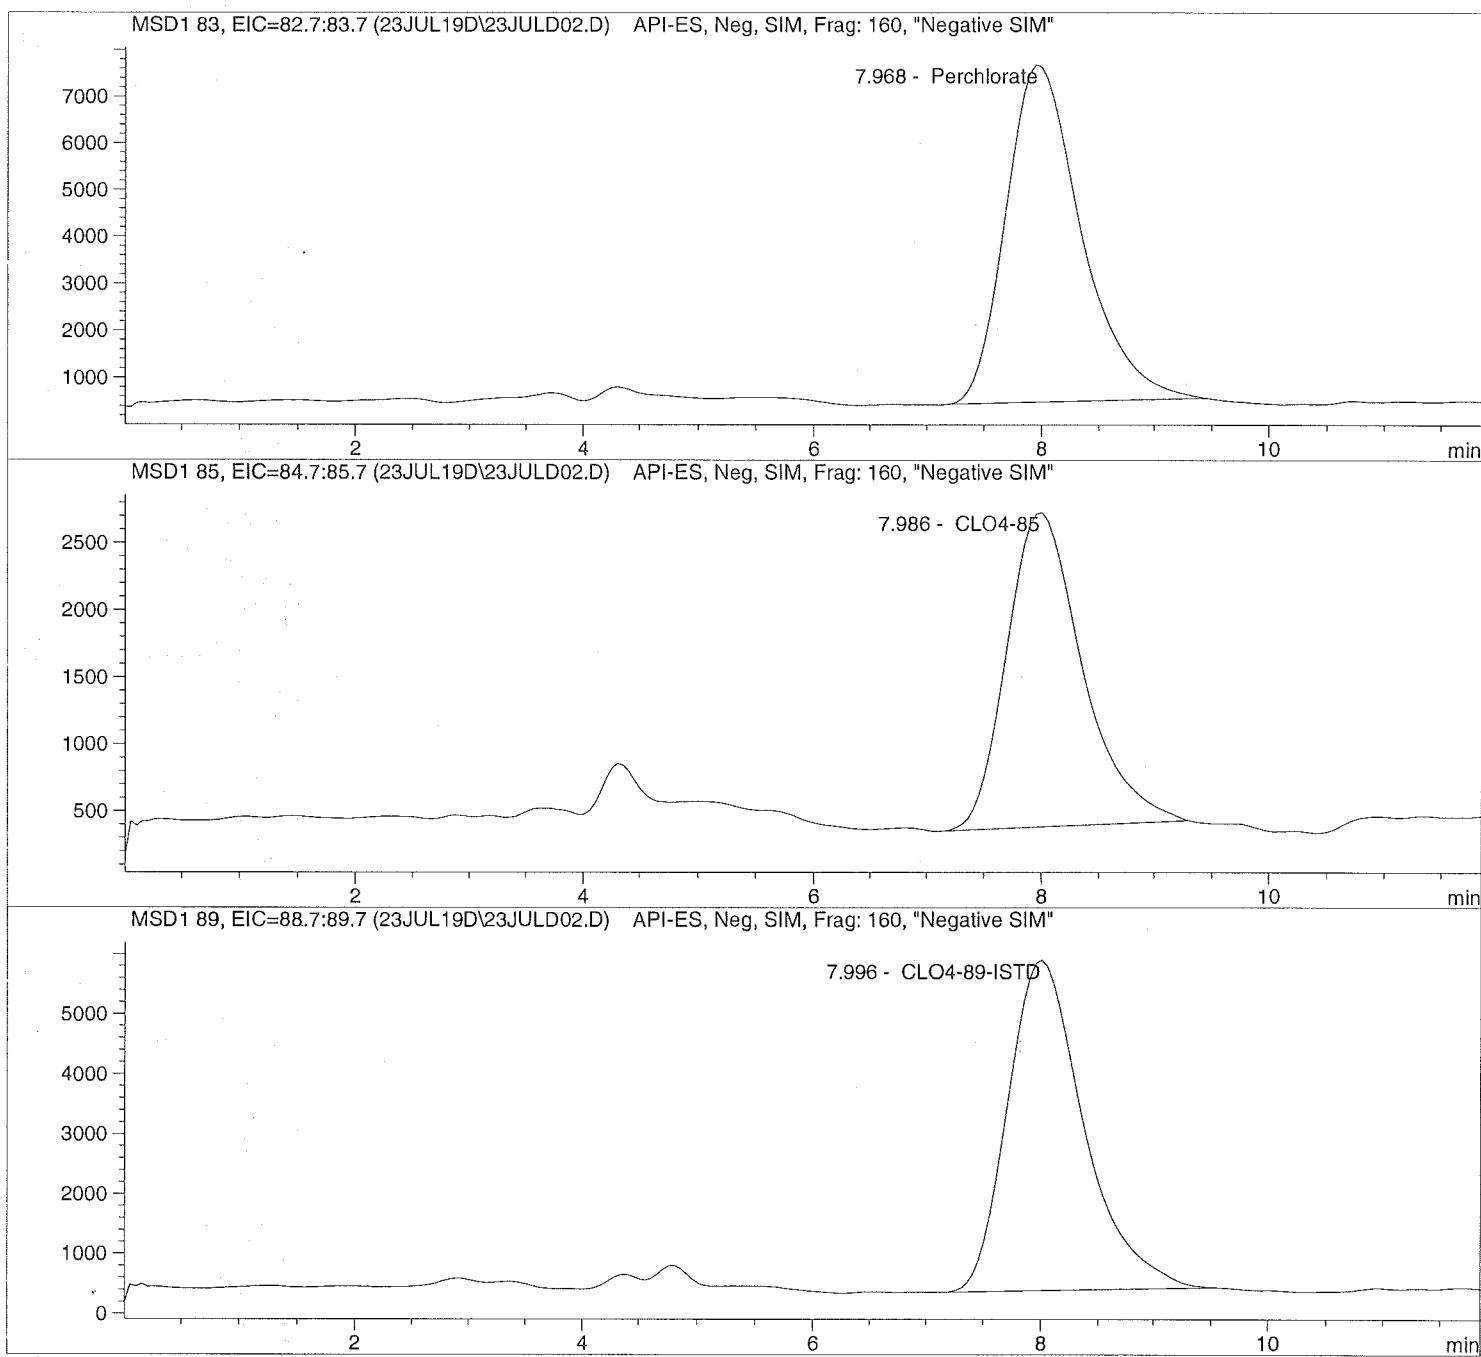 MSD1 83, EIC=82.7:83.7 (23JUL19D\23JULD02.D) API-ES, Neg, SIM, Frag: 160, "Negative SIM"
7.968 - Perchlorate
7000
6000
5000
4000
3000
2000
1000
2 4 6 8 10 min
MSD1 85, EIC=84.7:85.7 (23JUL19D\23JULD02.D) API-ES, Neg, SIM, Frag: 160, "Negative SIM"
7.986 - CLO4-85
2500
2000
1500
1000
500
2 4 6 8 10 min
MSD1 89, EIC=88.7:89.7 (23JUL19D\23JULD02.D) API-ES, Neg, SIM, Frag: 160, "Negative SIM"
7.996 - CLO4-89-ISTD
5000
4000
3000
2000
1000
0
2 4 6 8 10 min